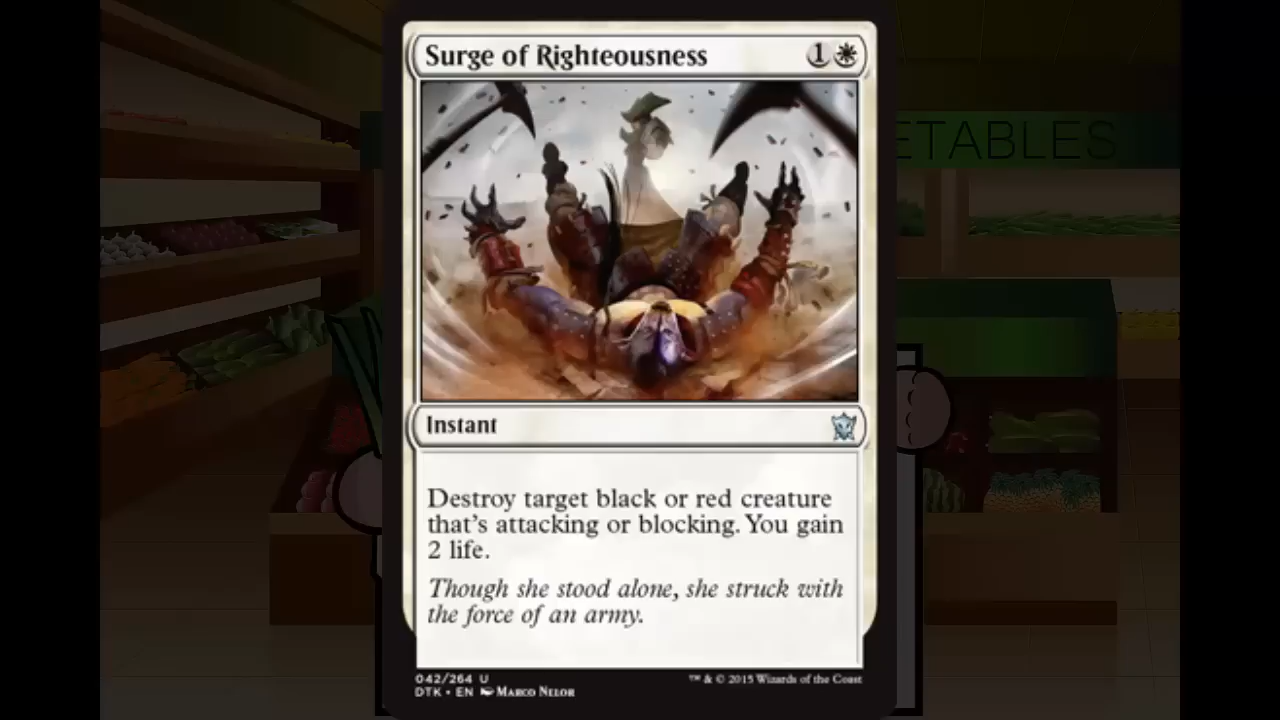 Surge of Righteousness 1
ETABLES
Instant
Destroy target black or red creature
that's attacking or blocking. You gain
2 life.
Though she stood alone, she struck with
the force of an army.
042/264 U
DTK • EN Marco Nelor
™ & © 2015 Wizards of the Coast